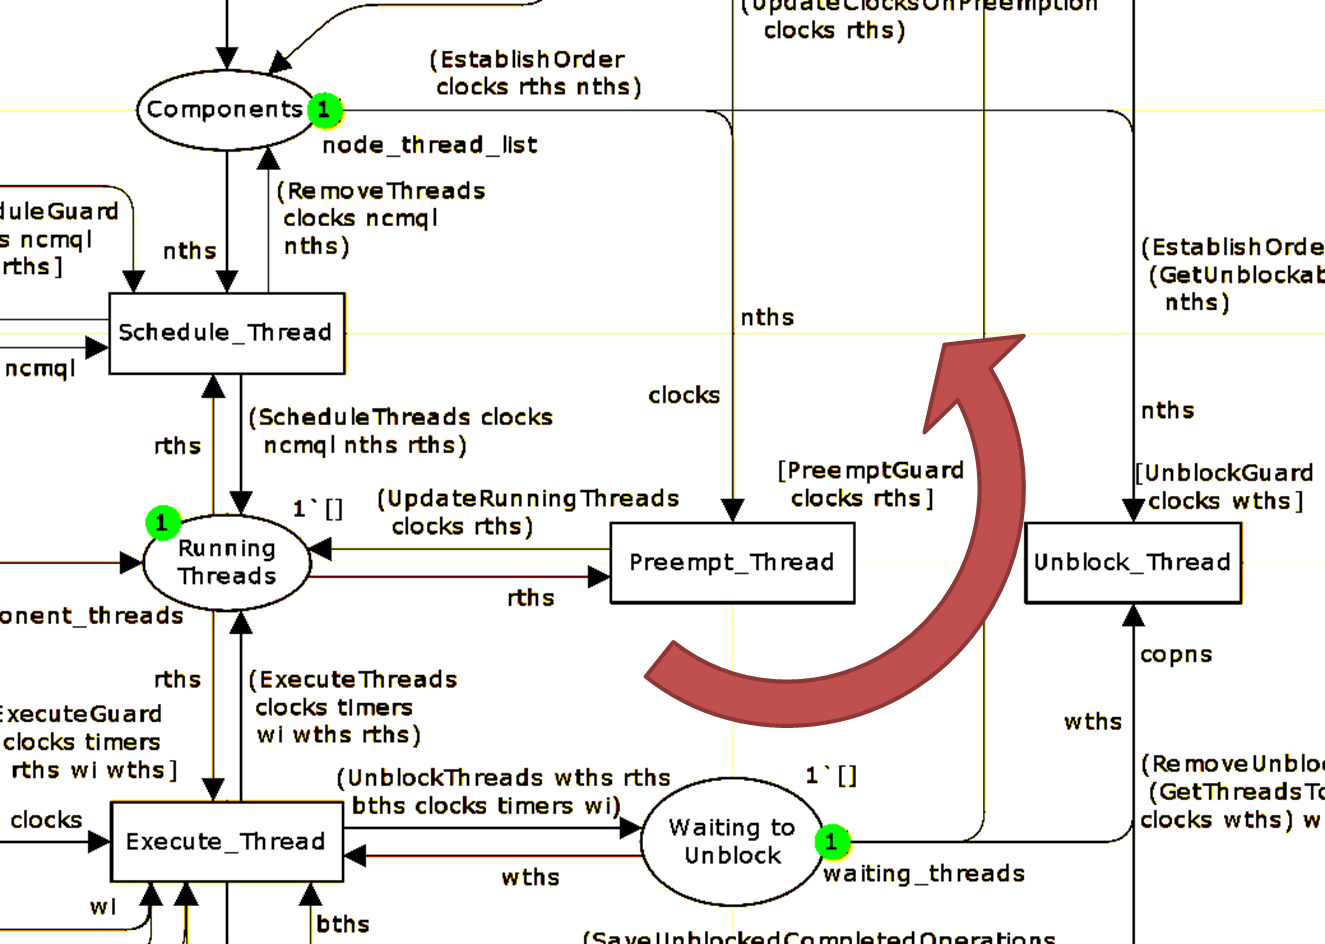 (UpdateClocksOnPreemption
clocks rths)
(EstablishOrder
clocks rths nths)
Components
1
node_thread_list
(RemoveThreads
clocks ncmql
nths)
duleGuard
s ncmql
rths]
nths
(EstablishOrde
(GetUnblockab
nths)
Schedule_Thread
nths
ncmql
clocks
nths
(ScheduleThreads clocks
ncmql nths rths)
rths
[PreemptGuard
clocks rths]
[UnblockGuard
clocks wths]
1`[]
(UpdateRunningThreads
clocks rths)
1
Running
Threads
Preempt_Thread
Unblock_Thread
rths
onent_threads
copns
rths
(ExecuteThreads
clocks timers
wi wths rths)
ExecuteGuard
clocks timers
rths wi wths]
wths
(UnblockThreads wths rths
bths clocks timers wi)
1`[]
(RemoveUnblo
(GetThreadsTo
clocks wths) w
clocks
Execute_Thread
Waiting to
Unblock
1
waiting_threads
wths
wi
bths
(SaveUnblockedCompletedOperations